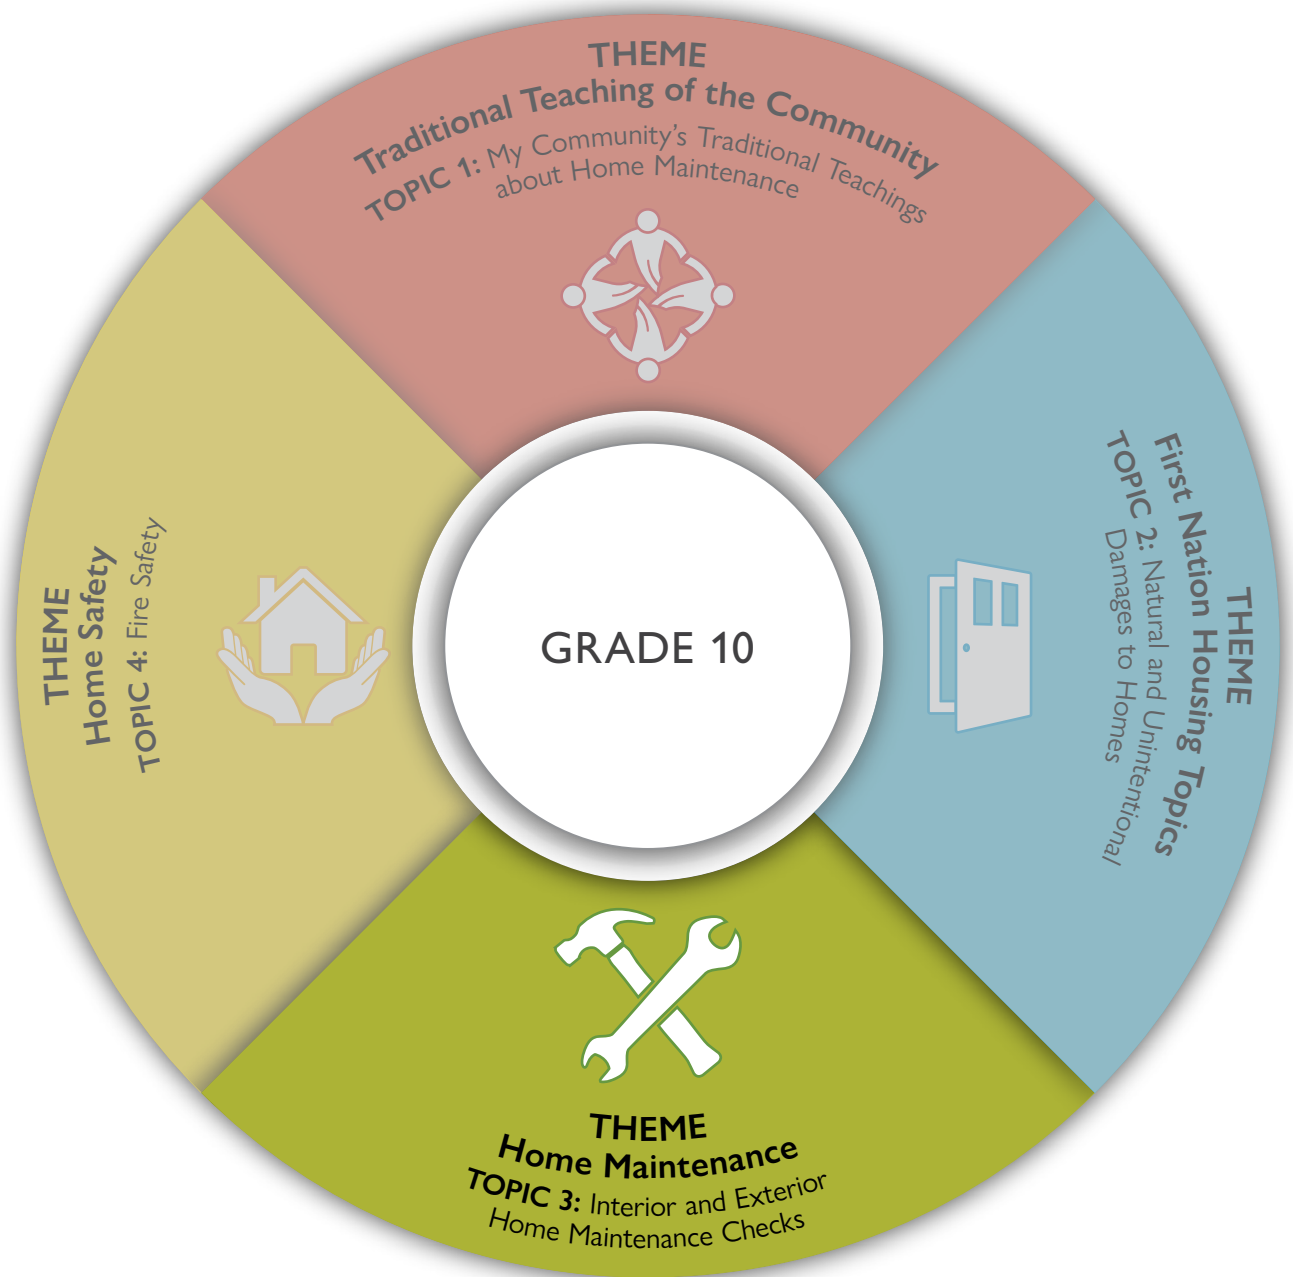 THEME
Traditional Teaching of the Community
TOPIC 1: My Community's Traditional Teachings
about Home Maintenance
THEME
First Nation Housing Topics
TOPIC 2: Natural and Unintentional
Damages to Homes
GRADE 10
THEME
Home Maintenance
TOPIC 3: Interior and Exterior
Home Maintenance Checks
THEME
Home Safety
TOPIC 4: Fire Safety